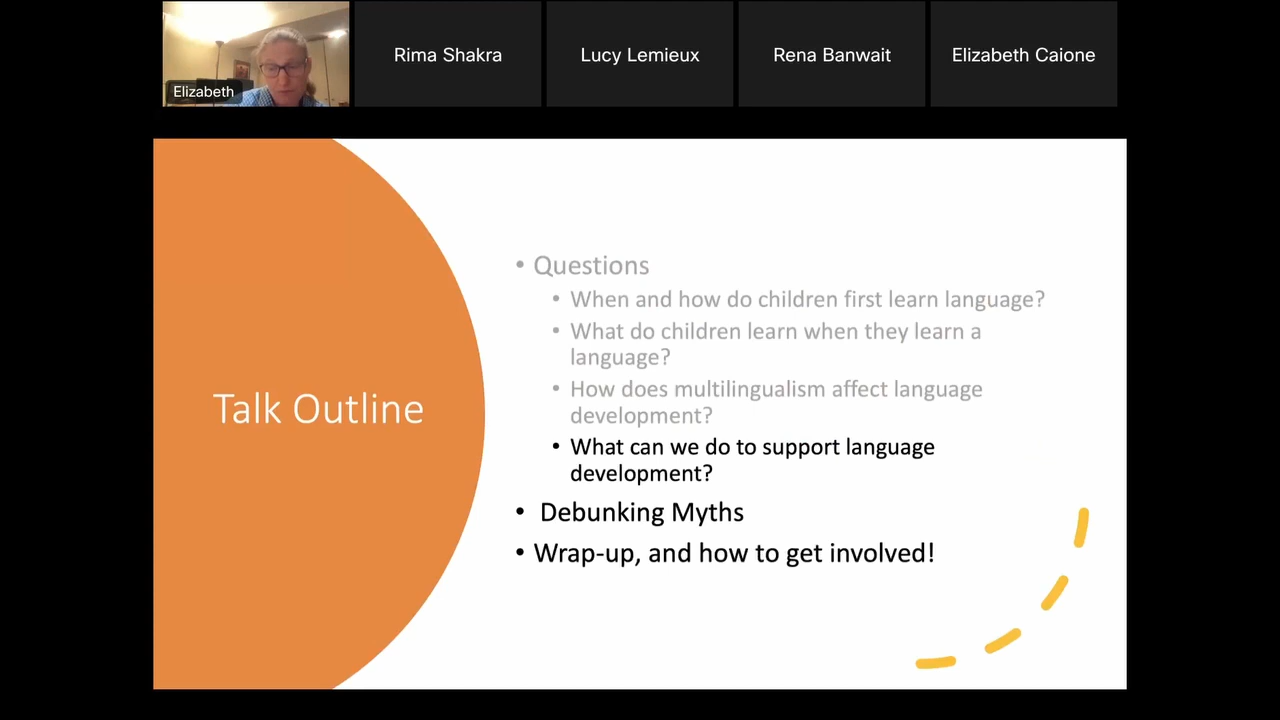 Elizabeth
Rima Shakra
Lucy Lemieux
Rena Banwait
Elizabeth Caione
Talk Outline
• Questions
• When and how do children first learn language?
• What do children learn when they learn a
language?
• How does multilingualism affect language
development?
• What can we do to support language
development?
• Debunking Myths
• Wrap-up, and how to get involved!